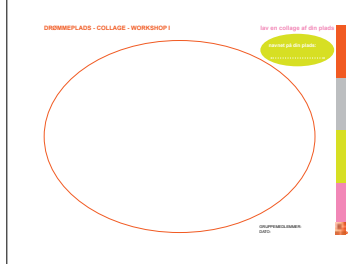 DRØMMEPLADS - COLLAGE - WORKSHOP I
lav en collage af din plads
navnet på din plads:
GRUPPEMEDLEMMER:
DATO: